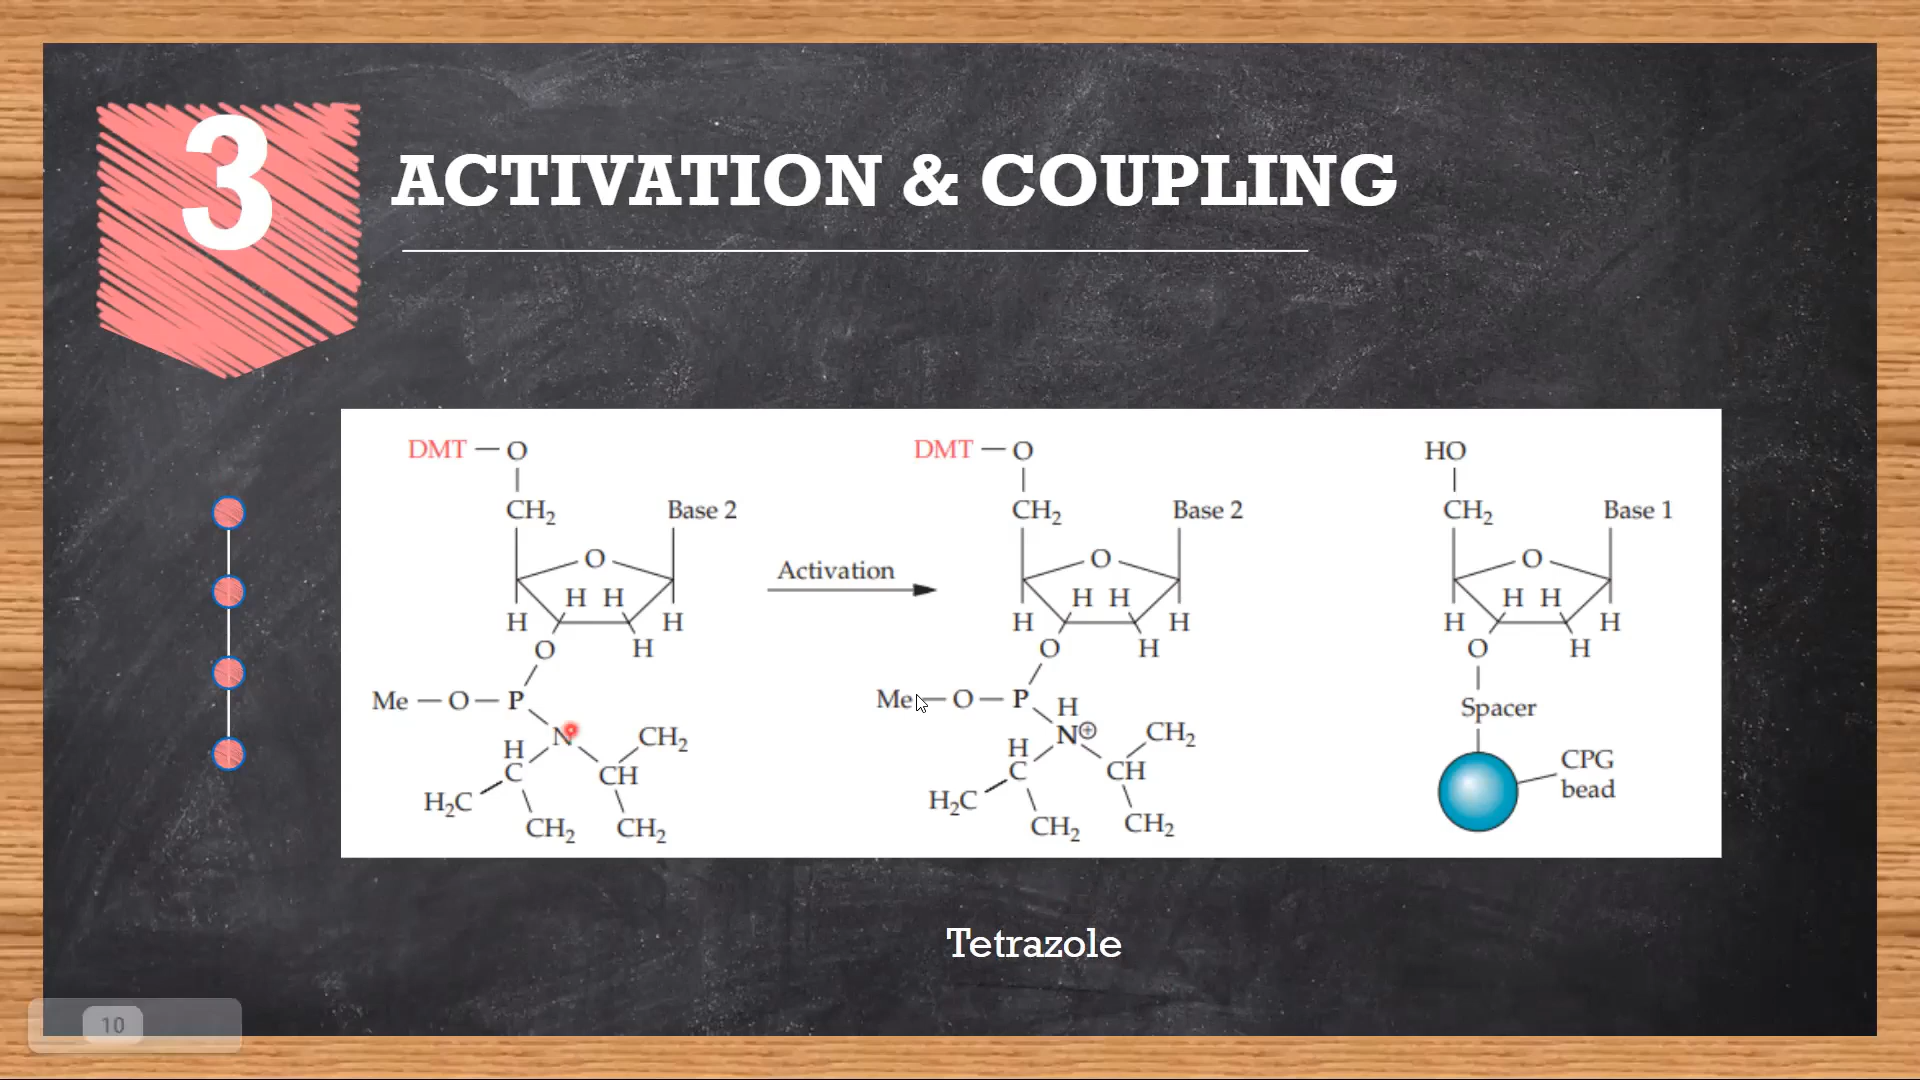 3
ACTIVATION & COUPLING
DMT — O
CH₂
Base 2
O
H H
H
H
H
O
Me — O — P
N
H
C
H₂C
CH₂
CH
CH₂
CH₂
Activation
DMT — O
CH₂
Base 2
O
H H
H
H
H
O
Me — O — P
H
N⊕
H
C
H₂C
CH₂
CH
CH₂
CH₂
HO
CH₂
Base 1
O
H H
H
H
H
O
Spacer
CPG
bead
Tetrazole
10